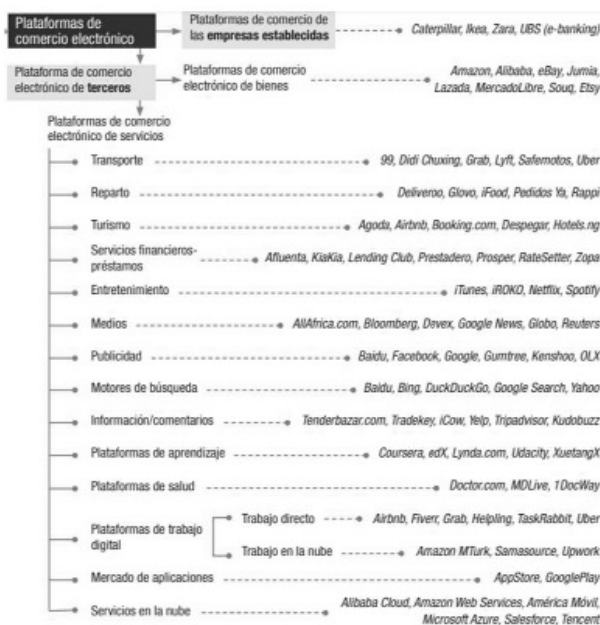 Plataformas de
comercio electrónico
Plataformas de comercio de
las empresas establecidas
Caterpillar, Ikea, Zara, UBS (e-banking)
Plataforma de comercio
electrónico de terceros
Plataformas de comercio
electrónico de bienes
Amazon, Alibaba, eBay, Jumia,
Lazada, MercadoLibre, Souq, Etsy
Plataformas de comercio
electrónico de servicios
Transporte
99, Didi Chuxing, Grab, Lyft, Safemotos, Uber
Reparto
Deliveroo, Glovo, iFood, Pedidos Ya, Rappi
Turismo
Agoda, Airbnb, Booking.com, Despegar, Hotels.ng
Servicios financieros-
préstamos
Afluenta, KiaKia, Lending Club, Prestadero, Prosper, RateSetter, Zopa
Entretenimiento
iTunes, iROKO, Netflix, Spotify
Medios
AllAfrica.com, Bloomberg, Devex, Google News, Globo, Reuters
Publicidad
Baidu, Facebook, Google, Gumtree, Kenshoo, OLX
Motores de búsqueda
Baidu, Bing, DuckDuckGo, Google Search, Yahoo
Información/comentarios
Tenderbazar.com, Tradekey, iCow, Yelp, Tripadvisor, Kudobuzz
Plataformas de aprendizaje
Coursera, edX, Lynda.com, Udacity, XuetangX
Plataformas de salud
Doctor.com, MDLive, 1DocWay
Plataformas de trabajo
digital
Trabajo directo
Airbnb, Fiverr, Grab, Helpling, TaskRabbit, Uber
Trabajo en la nube
Amazon MTurk, Samasource, Upwork
Mercado de aplicaciones
AppStore, GooglePlay
Servicios en la nube
Alibaba Cloud, Amazon Web Services, América Móvil,
Microsoft Azure, Salesforce, Tencent